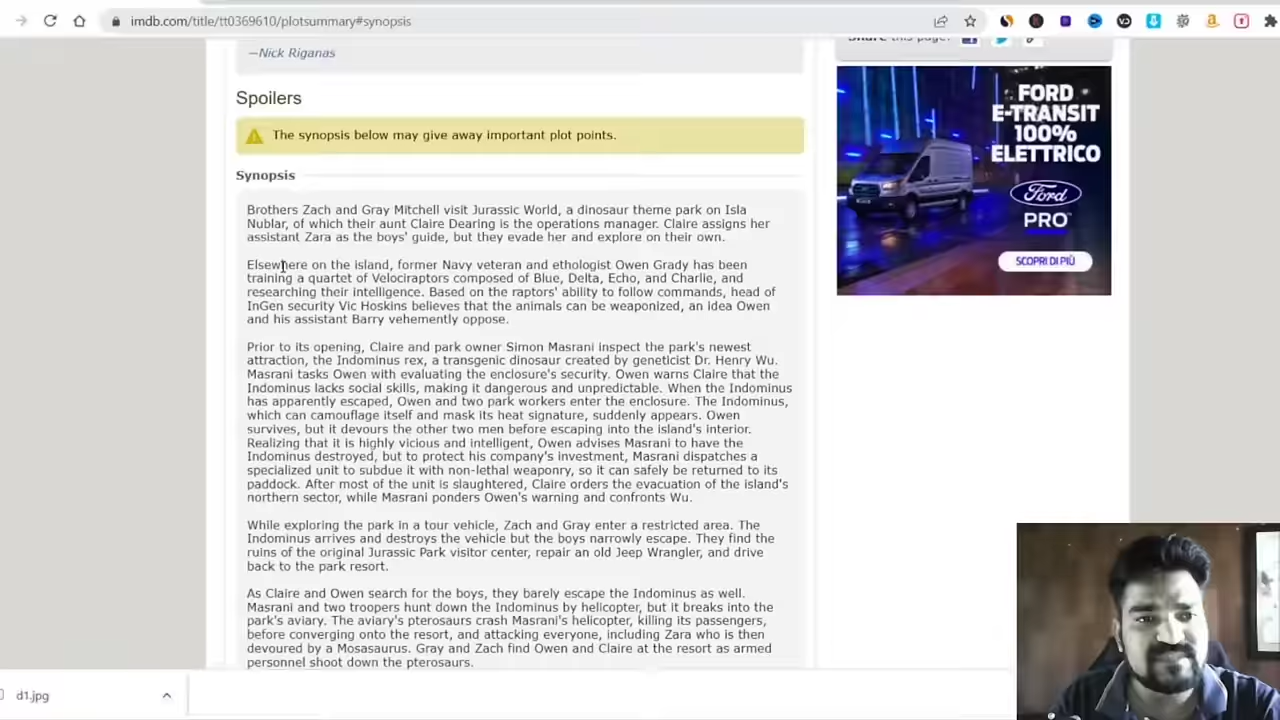 imdb.com/title/tt0369610/plotsummary#synopsis
—Nick Riganas
Spoilers
The synopsis below may give away important plot points.
Synopsis
Brothers Zach and Gray Mitchell visit Jurassic World, a dinosaur theme park on Isla
Nublar, of which their aunt Claire Dearing is the operations manager. Claire assigns her
assistant Zara as the boys' guide, but they evade her and explore on their own.
Elsewhere on the island, former Navy veteran and ethologist Owen Grady has been
training a quartet of Velociraptors composed of Blue, Delta, Echo, and Charlie, and
researching their intelligence. Based on the raptors' ability to follow commands, head of
InGen security Vic Hoskins believes that the animals can be weaponized, an idea Owen
and his assistant Barry vehemently oppose.
Prior to its opening, Claire and park owner Simon Masrani inspect the park's newest
attraction, the Indominus rex, a transgenic dinosaur created by geneticist Dr. Henry Wu.
Masrani tasks Owen with evaluating the enclosure's security. Owen warns Claire that the
Indominus lacks social skills, making it dangerous and unpredictable. When the Indominus
has apparently escaped, Owen and two park workers enter the enclosure. The Indominus,
which can camouflage itself and mask its heat signature, suddenly appears. Owen
survives, but it devours the other two men before escaping into the island's interior.
Realizing that it is highly vicious and intelligent, Owen advises Masrani to have the
Indominus destroyed, but to protect his company's investment, Masrani dispatches a
specialized unit to subdue it with non-lethal weaponry, so it can safely be returned to its
paddock. After most of the unit is slaughtered, Claire orders the evacuation of the island's
northern sector, while Masrani ponders Owen's warning and confronts Wu.
While exploring the park in a tour vehicle, Zach and Gray enter a restricted area. The
Indominus arrives and destroys the vehicle but the boys narrowly escape. They find the
ruins of the original Jurassic Park visitor center, repair an old Jeep Wrangler, and drive
back to the park resort.
As Claire and Owen search for the boys, they barely escape the Indominus as well.
Masrani and two troopers hunt down the Indominus by helicopter, but it breaks into the
park's aviary. The aviary's pterosaurs crash Masrani's helicopter, killing its passengers,
before converging onto the resort, and attacking everyone, including Zara who is then
devoured by a Mosasaurus. Gray and Zach find Owen and Claire at the resort as armed
personnel shoot down the pterosaurs.
Share this page:
FORD
E-TRANSIT
100%
ELETTRICO
Ford
PRO™
SCOPRI DI PIÙ
d1.jpg